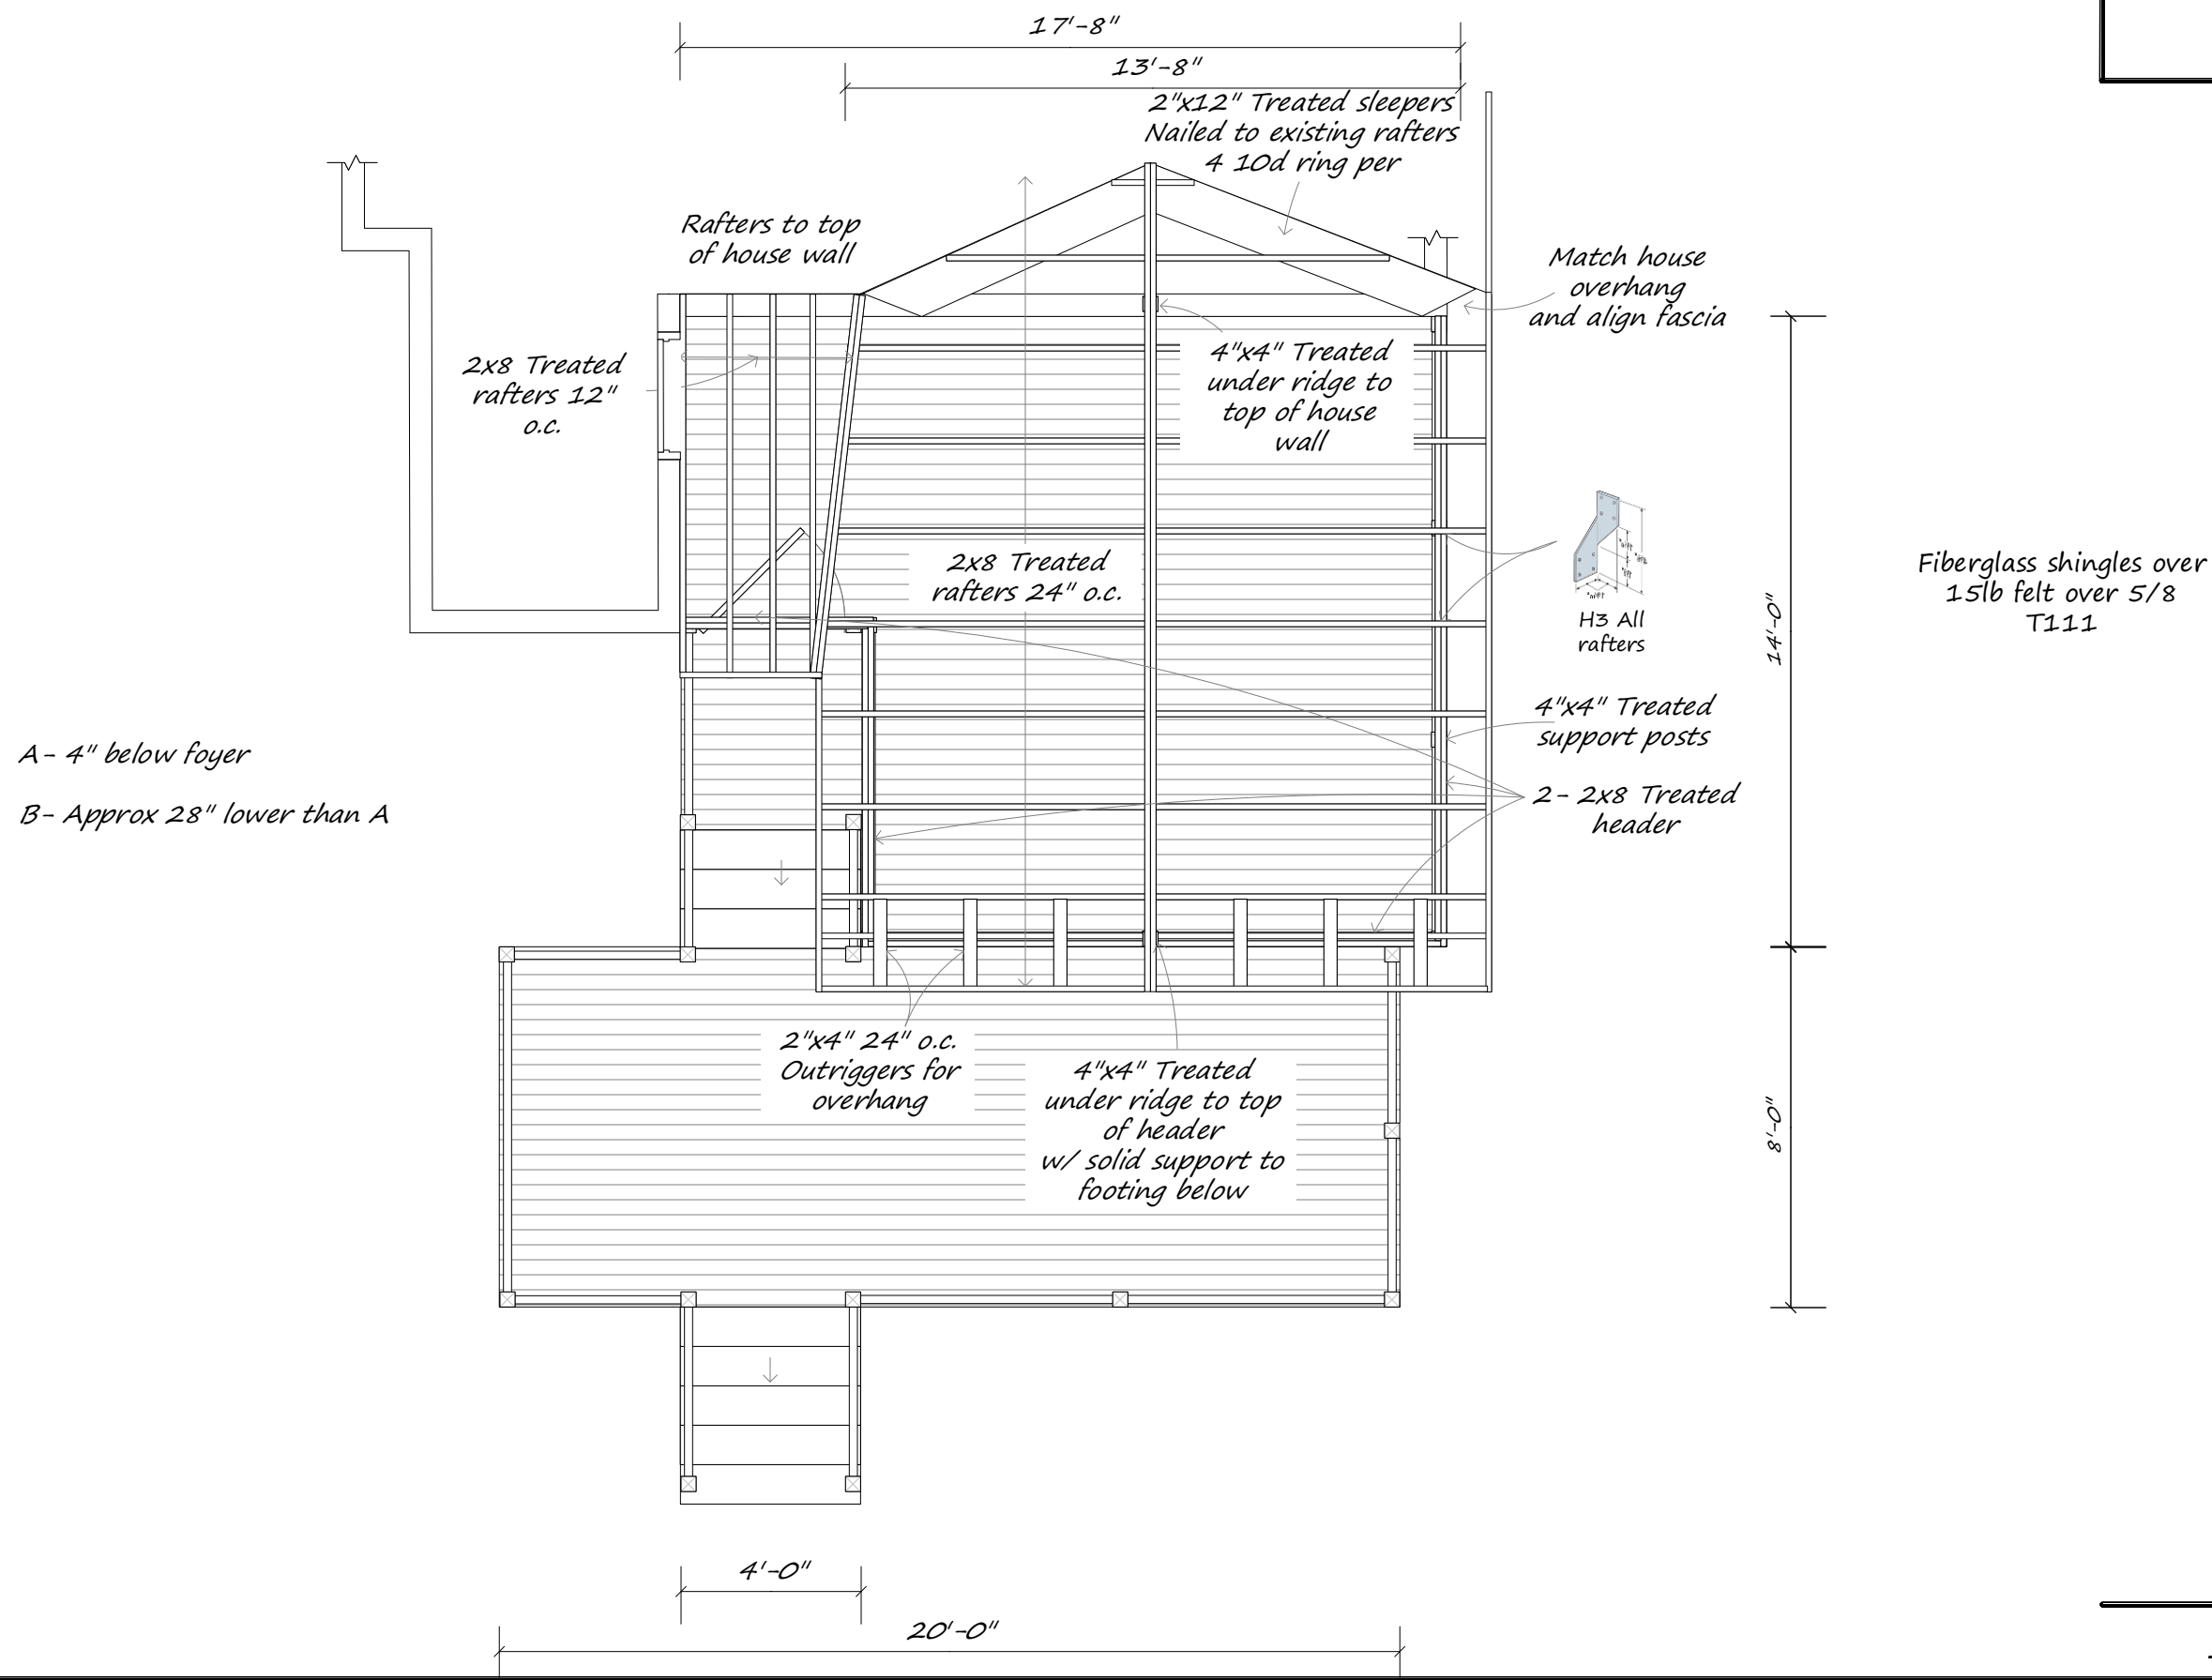 17'-8"
13'-8"
2"x12" Treated sleepers
Nailed to existing rafters
4 10d ring per
Rafters to top
of house wall
Match house
overhang
and align fascia
2x8 Treated
rafters 12"
o.c.
4"x4" Treated
under ridge to
top of house
wall
2x8 Treated
rafters 24" o.c.
H3 All
rafters
14'-0"
Fiberglass shingles over
15lb felt over 5/8
T111
4"x4" Treated
support posts
A- 4" below foyer
B- Approx 28" lower than A
2- 2x8 Treated
header
2"x4" 24" o.c.
Outriggers for
overhang
4"x4" Treated
under ridge to top
of header
w/ solid support to
footing below
8'-0"
4'-0"
20'-0"